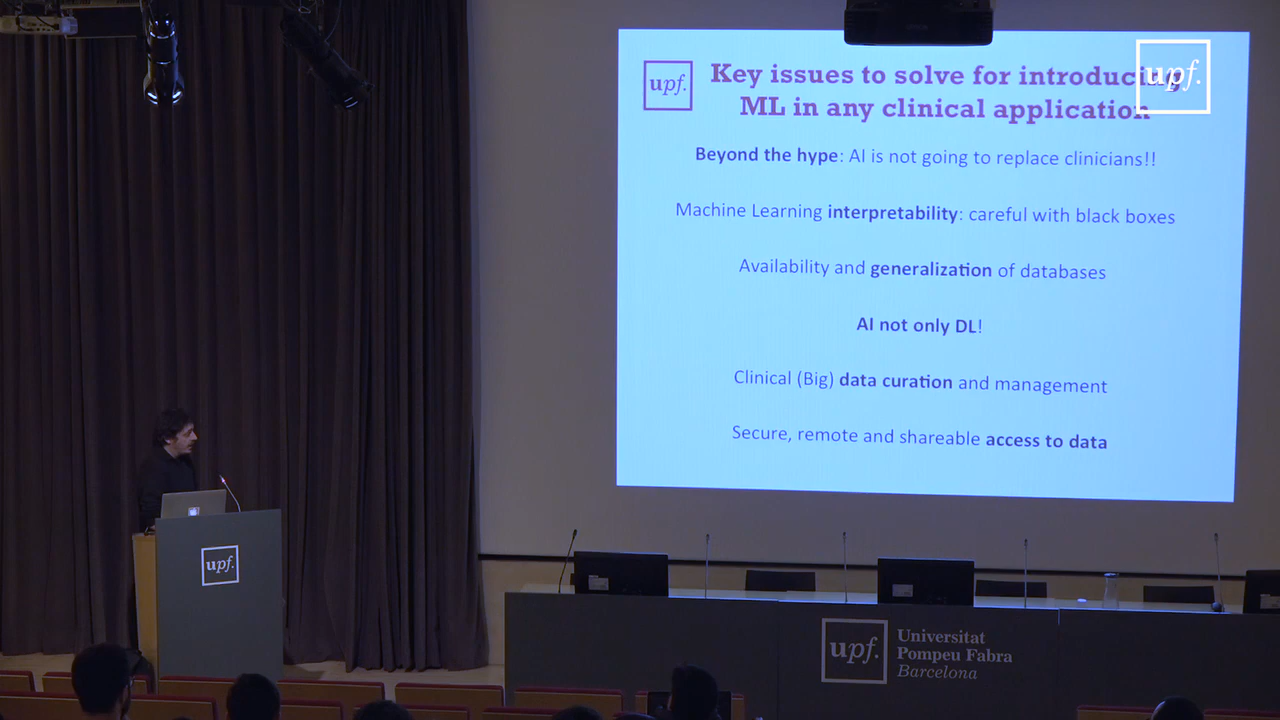 upf.
Key issues to solve for introducing
ML in any clinical application
upf.
Beyond the hype: AI is not going to replace clinicians!!
Machine Learning interpretability: careful with black boxes
Availability and generalization of databases
AI not only DL!
Clinical (Big) data curation and management
Secure, remote and shareable access to data
upf.
upf.
Universitat
Pompeu Fabra
Barcelona